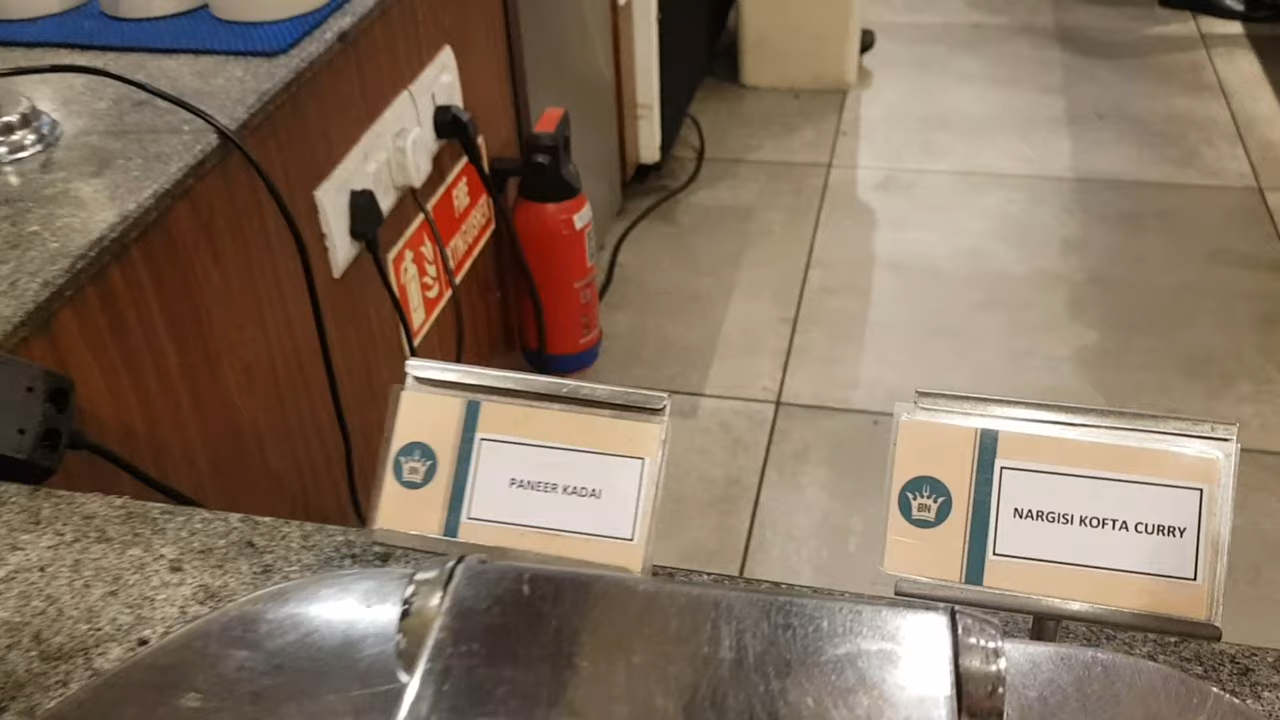 FIRE
EXTINGUISHER
BN
PANEER KADAI
BN
NARGISI KOFTA CURRY